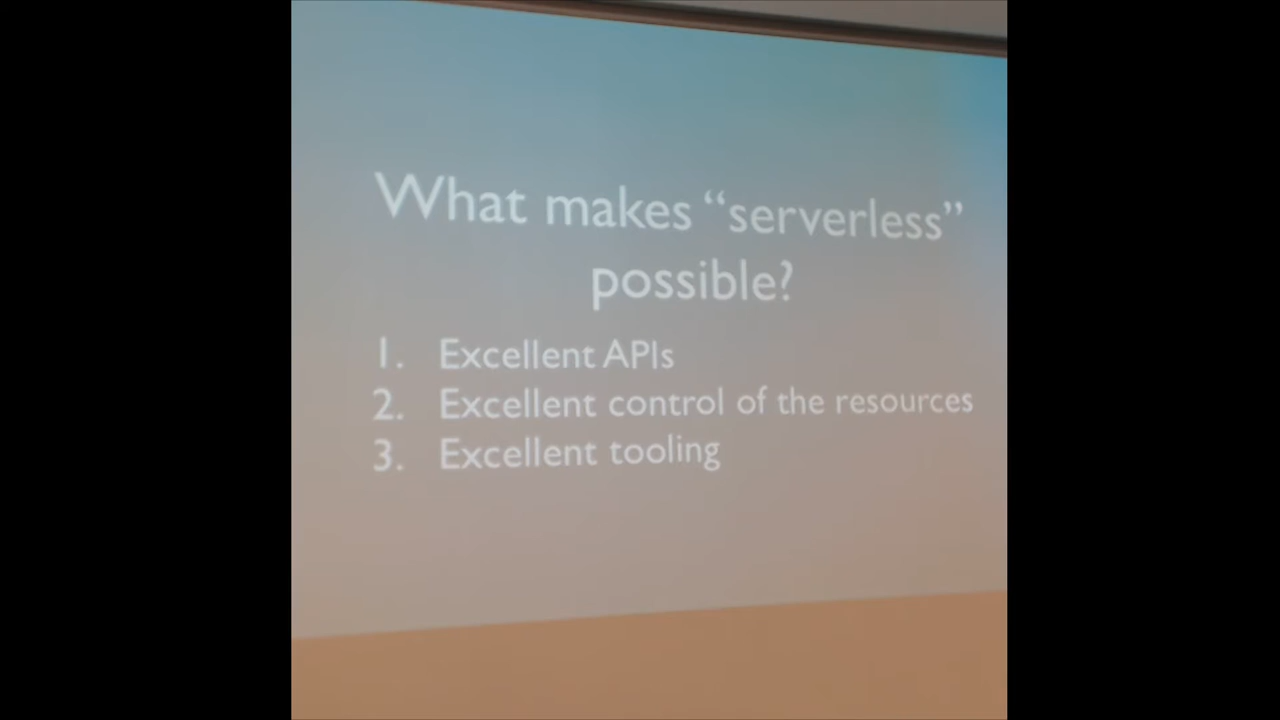 What makes “serverless”
possible?
1. Excellent APIs
2. Excellent control of the resources
3. Excellent tooling